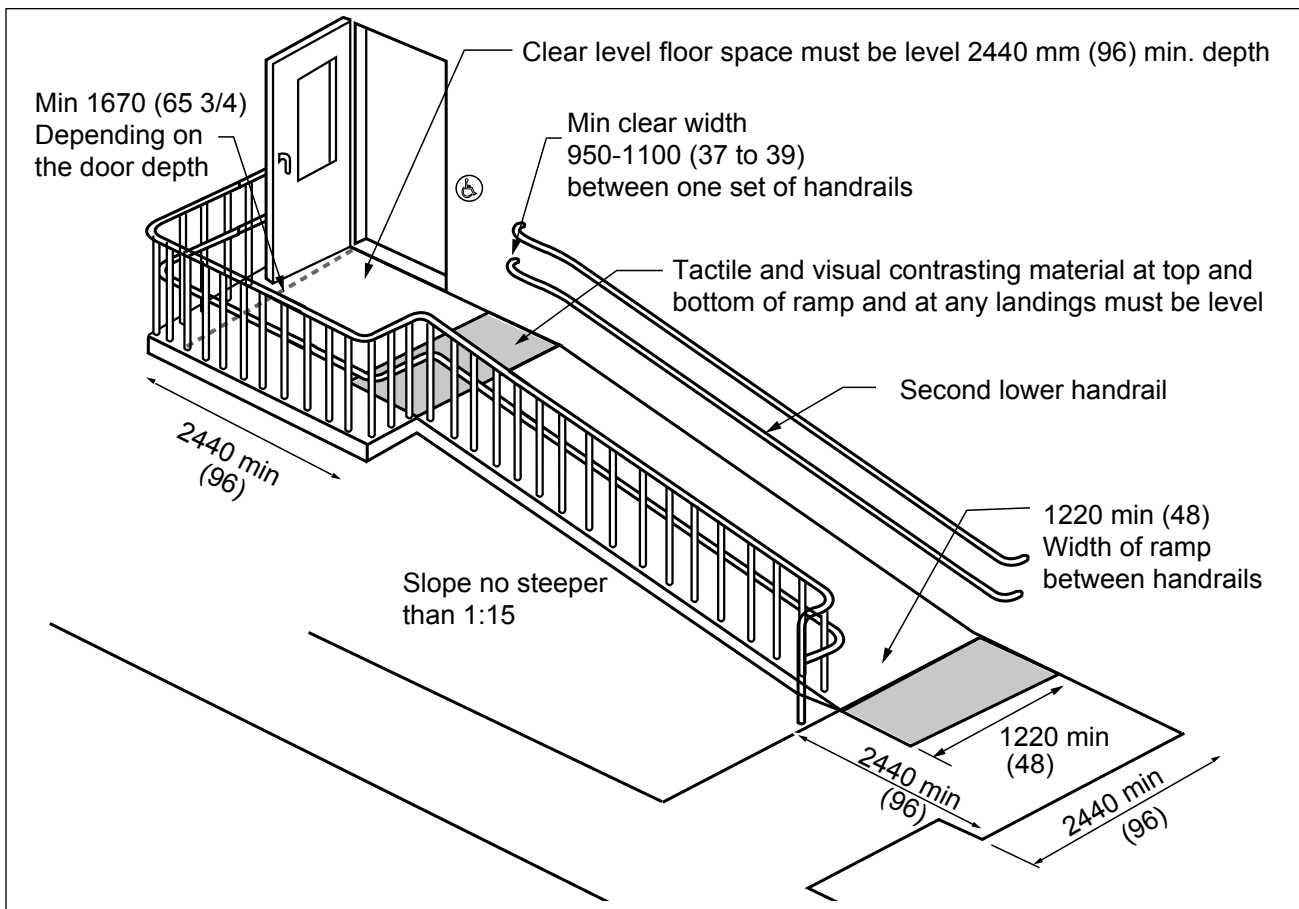 Clear level floor space must be level 2440 mm (96) min. depth
Min 1670 (65 3/4)
Depending on
the door depth
Min clear width
950-1100 (37 to 39)
between one set of handrails
Tactile and visual contrasting material at top and
bottom of ramp and at any landings must be level
Second lower handrail
2440 min
(96)
1220 min (48)
Width of ramp
between handrails
Slope no steeper
than 1:15
1220 min
(48)
2440 min
(96)
2440 min
(96)